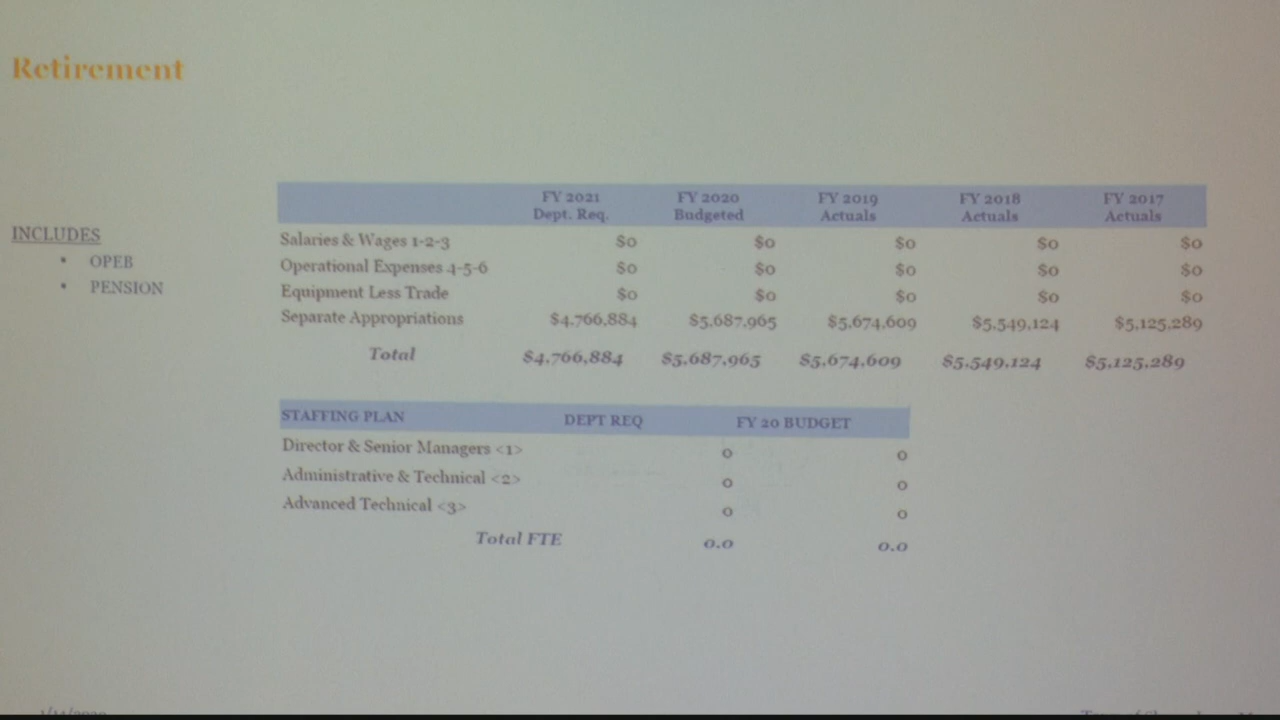 Retirement
INCLUDES
• OPEB
• PENSION
FY 2021 FY 2020 FY 2019 FY 2018 FY 2017
Dept. Req. Budgeted Actuals Actuals Actuals
Salaries & Wages 1-2-3 $0 $0 $0 $0 $0
Operational Expenses 4-5-6 $0 $0 $0 $0 $0
Equipment Less Trade $0 $0 $0 $0 $0
Separate Appropriations $4,766,884 $5,687,965 $5,674,609 $5,549,124 $5,125,289
Total $4,766,884 $5,687,965 $5,674,609 $5,549,124 $5,125,289
STAFFING PLAN DEPT REQ FY 20 BUDGET
Director & Senior Managers <1> 0 0
Administrative & Technical <2> 0 0
Advanced Technical <3> 0 0
Total FTE 0.0 0.0